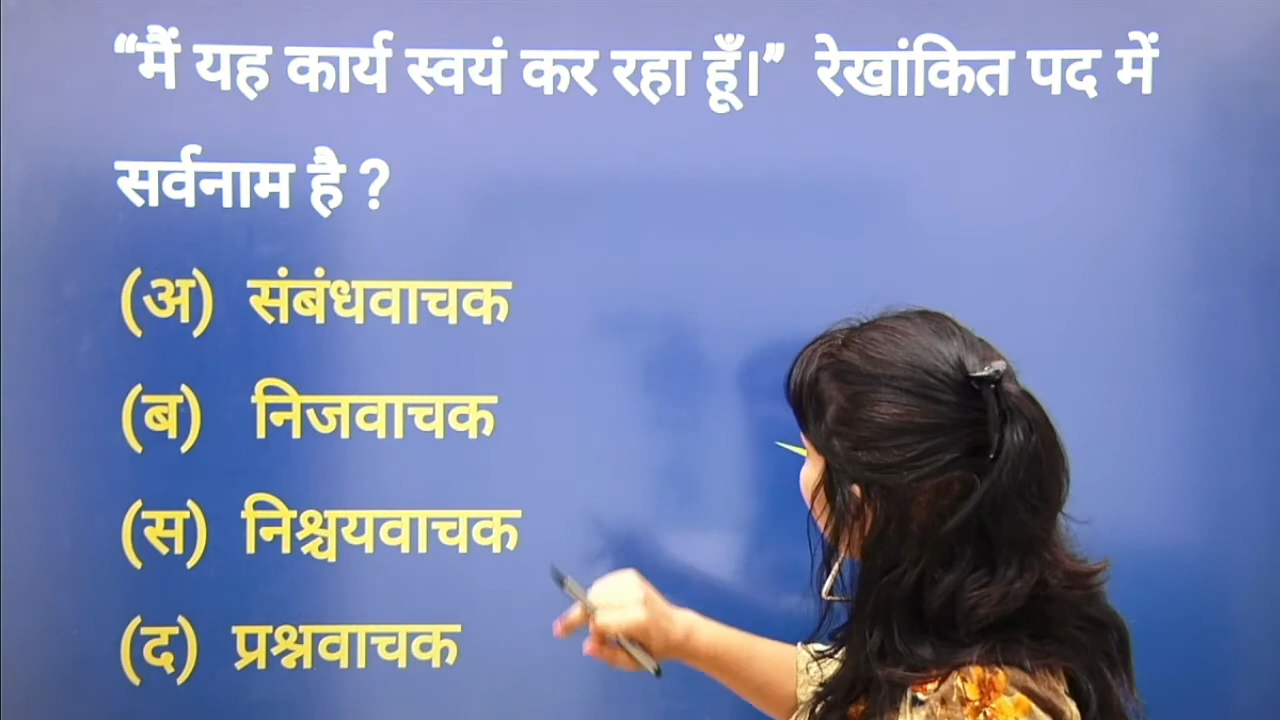 “मैं यह कार्य स्वयं कर रहा हूँ।” रेखांकित पद में
सर्वनाम है ?
(अ) संबंधवाचक
(ब) निजवाचक
(स) निश्चयवाचक
(द) प्रश्नवाचक